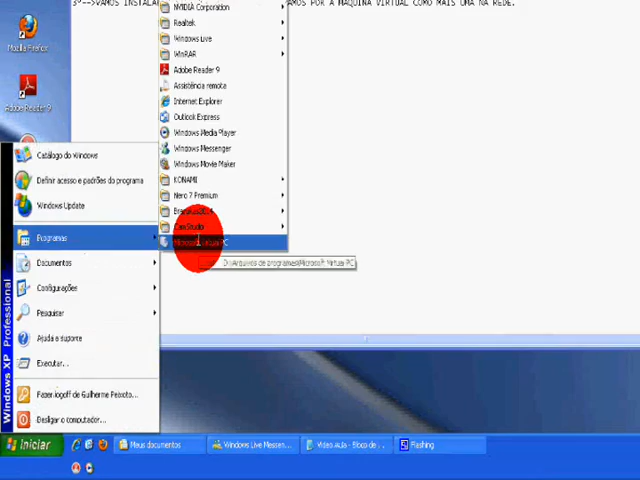 3º-->VAMOS INSTALA
AMOS POR A MAQUINA VIRTUAL COMO MAIS UMA NA REDE.
Mozilla Firefox
Adobe Reader 9
NVIDIA Corporation
Realtek
Windows Live
WinRAR
Adobe Reader 9
Assistência remota
Internet Explorer
Outlook Express
Windows Media Player
Windows Messenger
Windows Movie Maker
KONAMI
Nero 7 Premium
CamStudio
Microsoft Virtual PC
D:\Arquivos de programas\Microsoft Virtual PC
Catálogo do Windows
Definir acesso e padrões do programa
Windows Update
Programas
Documentos
Configurações
Pesquisar
Ajuda e suporte
Executar...
Fazer logoff de Guilherme Peixoto...
Desligar o computador...
Windows XP Professional
Iniciar
Meus documentos
Windows Live Messen...
Vídeo Aula - Bloco de ...
Flashing